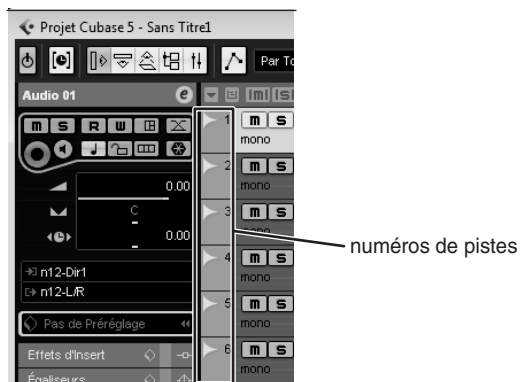 Projet Cubase 5 - Sans Titre1
Par To
Audio 01 e
m s R W
0.00
C
0.00
n12-Dir1
n12-L/R
Pas de Préréglage
Effets d'Insert
Égaliseurs
m s
1 m s
mono
2 m s
mono
3 m s
mono
4 m s
mono
5 m s
mono
6 m s
mono
numéros de pistes